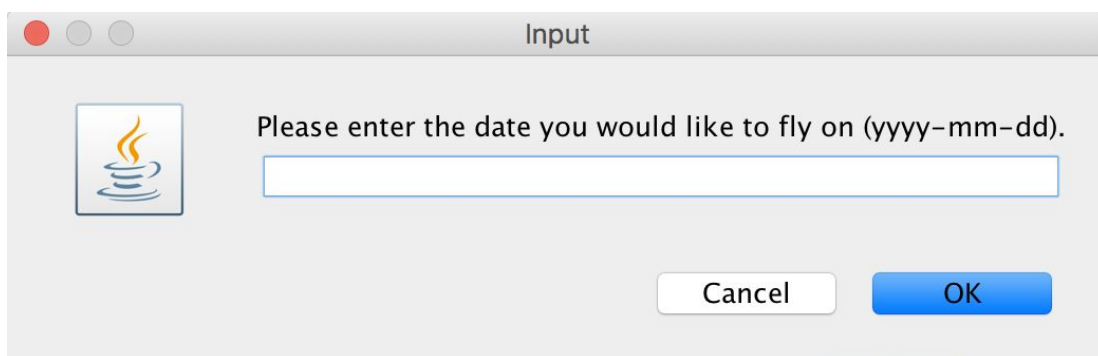 Input
Please enter the date you would like to fly on (yyyy-mm-dd).
Cancel
OK